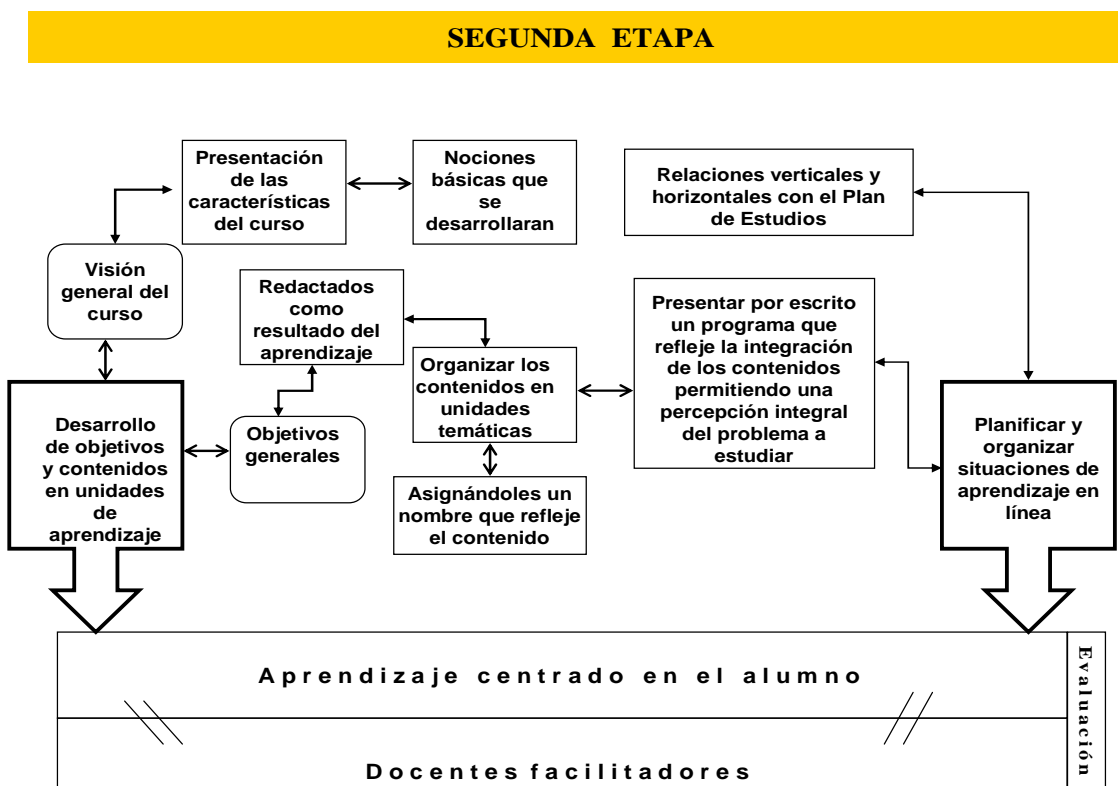 SEGUNDA ETAPA
Presentación
de las
características
del curso
Nociones
básicas que
se
desarrollaran
Relaciones verticales y
horizontales con el Plan
de Estudios
Visión
general del
curso
Redactados
como
resultado del
aprendizaje
Organizar los
contenidos en
unidades
temáticas
Presentar por escrito
un programa que
refleje la integración
de los contenidos
permitiendo una
percepción integral
del problema a
estudiar
Desarrollo
de objetivos
y contenidos
en unidades
de
aprendizaje
Objetivos
generales
Asignándoles un
nombre que refleje
el contenido
Planificar y
organizar
situaciones de
aprendizaje en
línea
Aprendizaje centrado en el alumno
Evaluación
Docentes facilitadores